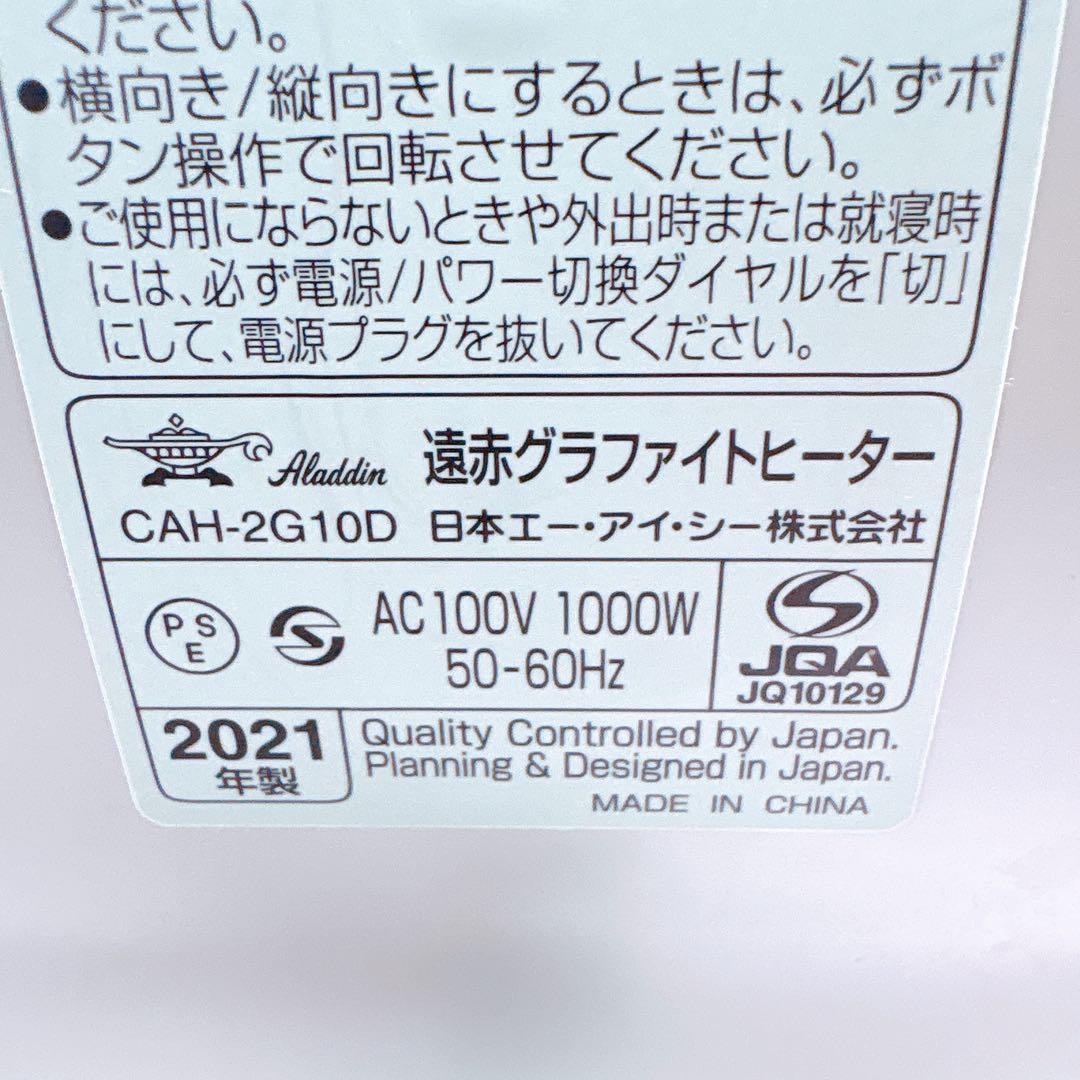 ください。
●横向き/縦向きにするときは、必ずボ
タン操作で回転させてください。
●ご使用にならないときや外出時または就寝時
には、必ず電源/パワー切換ダイヤルを「切」
にして、電源プラグを抜いてください。
Aladdin 遠赤グラファイトヒーター
CAH-2G10D 日本エー・アイ・シー株式会社
PSE AC100V 1000W
50-60Hz
JQA
JQ10129
2021
年製
Quality Controlled by Japan.
Planning & Designed in Japan.
MADE IN CHINA